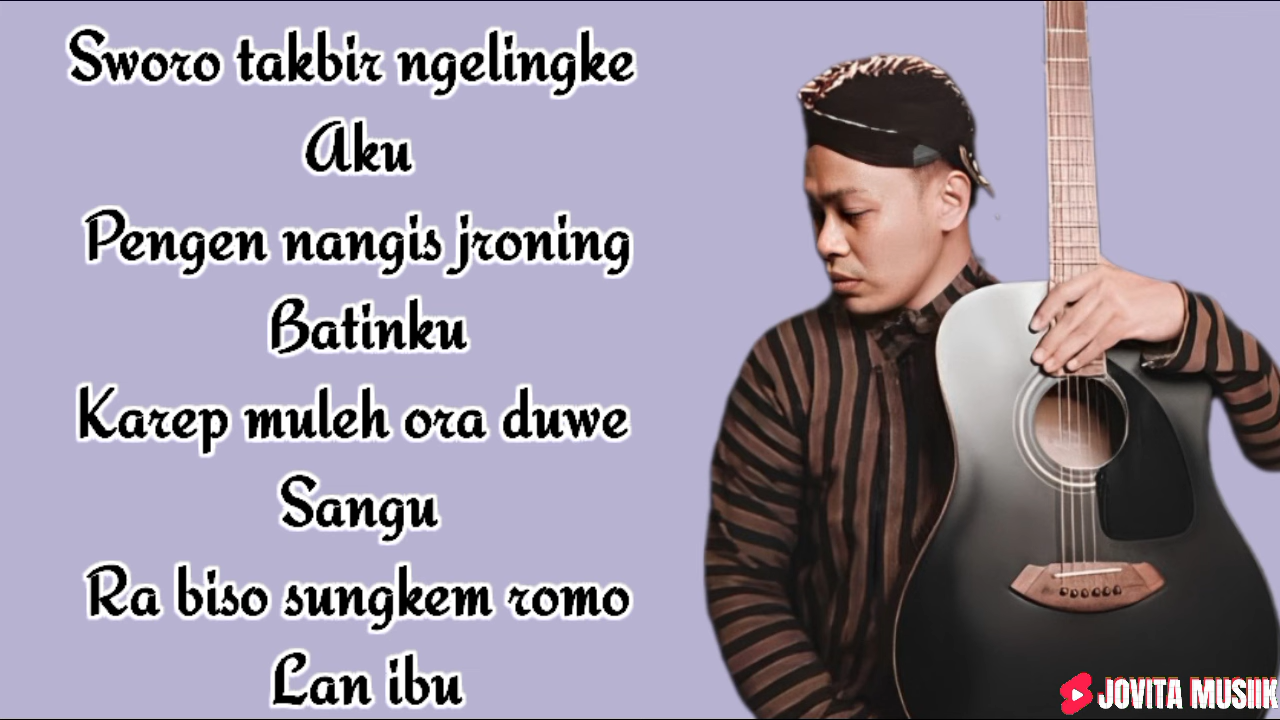 Sworo takbir ngelingke
Aku
Pengen nangis jroning
Batinku
Karep muleh ora duwe
Sangu
Ra biso sungkem romo
Lan ibu
JOVITA MUSIIK